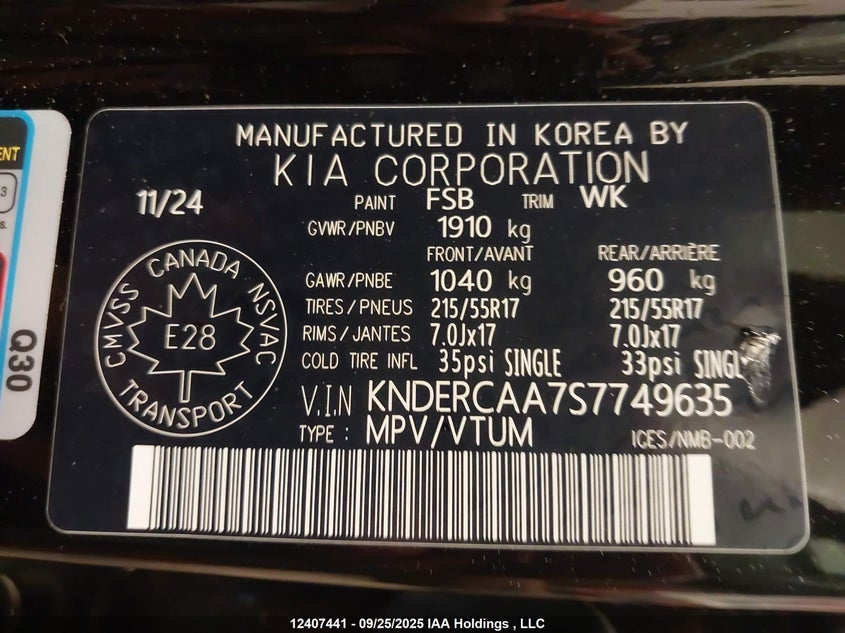 MANUFACTURED IN KOREA BY
KIA CORPORATION
11/24 PAINT FSB TRIM WK
GVWR/PNBV 1910 kg
FRONT/AVANT REAR/ARRIÈRE
GAWR/PNBE 1040 kg 960 kg
TIRES/PNEUS 215/55R17 215/55R17
RIMS/JANTES 7.0Jx17 7.0Jx17
COLD TIRE INFL 35psi SINGLE 33psi SINGL
V.I.N KNDERCAA7S7749635
TYPE : MPV/VTUM ICES/NMB-002
CMVSS CANADA NSVAC
E28
TRANSPORT
ENT
3
s.
Q30
12407441 - 09/25/2025 IAA Holdings , LLC